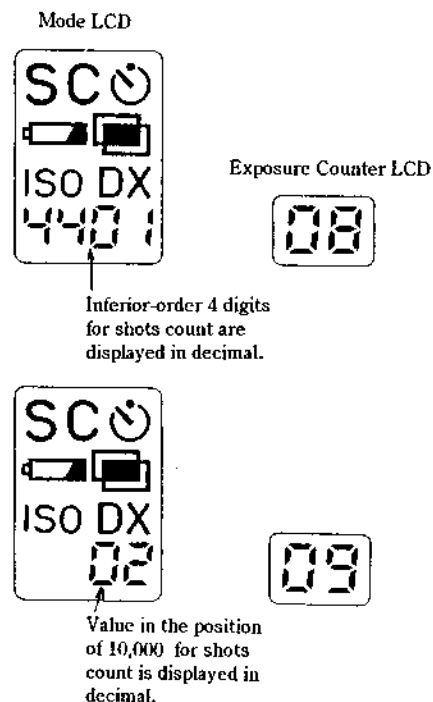 Mode LCD
SC
ISO DX
4401
Exposure Counter LCD
08
Inferior-order 4 digits
for shots count are
displayed in decimal.
SC
ISO DX
02
09
Value in the position
of 10,000 for shots
count is displayed in
decimal.